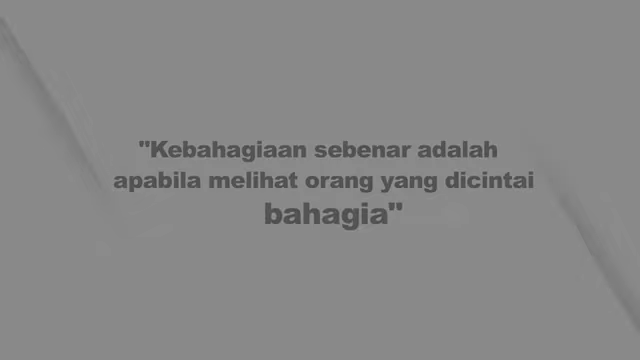 "Kebahagiaan sebenar adalah
apabila melihat orang yang dicintai
bahagia"